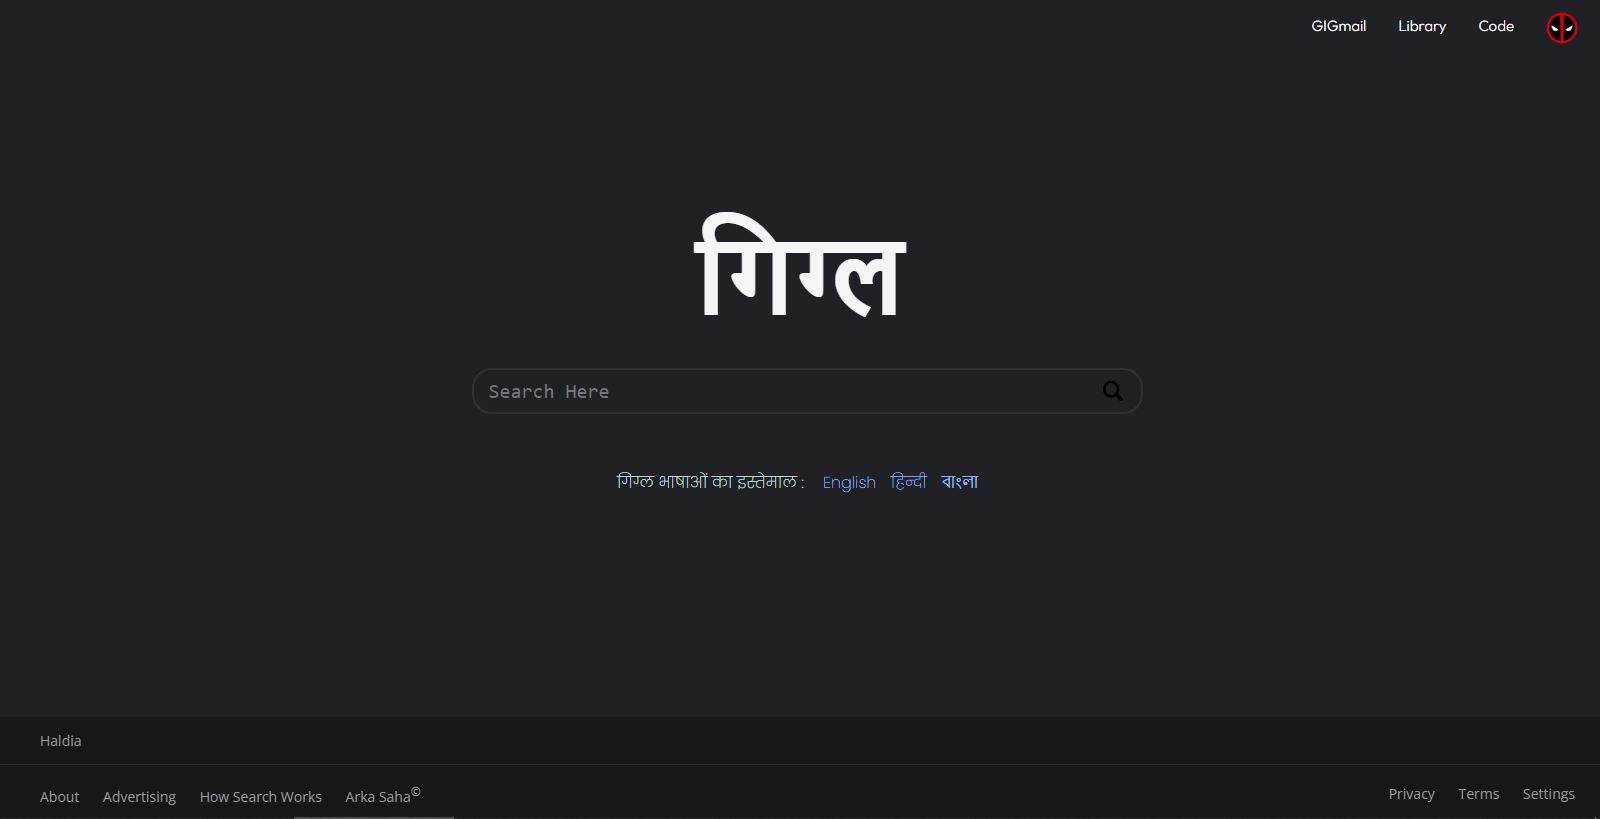 GIGmail Library Code
गिग्ल
Search Here
गिग्ल भाषाओं का इस्तेमाल : English हिन्दी বাংলা
Haldia
About Advertising How Search Works Arka Saha©
Privacy Terms Settings